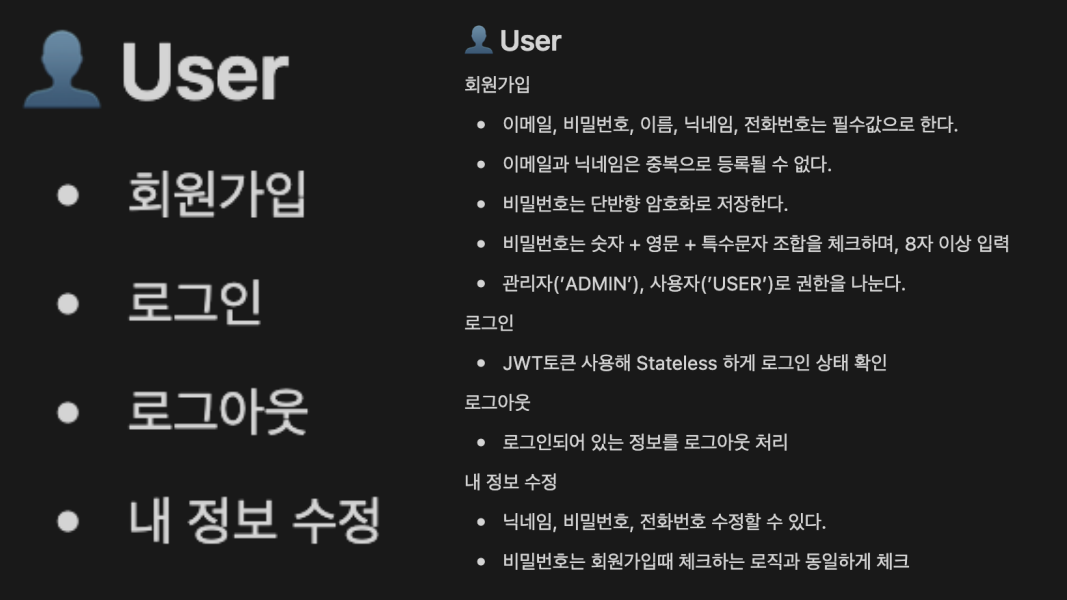 👤 User
• 회원가입
• 로그인
• 로그아웃
• 내 정보 수정
👤 User
회원가입
• 이메일, 비밀번호, 이름, 닉네임, 전화번호는 필수값으로 한다.
• 이메일과 닉네임은 중복으로 등록될 수 없다.
• 비밀번호는 단반향 암호화로 저장한다.
• 비밀번호는 숫자 + 영문 + 특수문자 조합을 체크하며, 8자 이상 입력
• 관리자(’ADMIN’), 사용자(’USER’)로 권한을 나눈다.
로그인
• JWT토큰 사용해 Stateless 하게 로그인 상태 확인
로그아웃
• 로그인되어 있는 정보를 로그아웃 처리
내 정보 수정
• 닉네임, 비밀번호, 전화번호 수정할 수 있다.
• 비밀번호는 회원가입때 체크하는 로직과 동일하게 체크